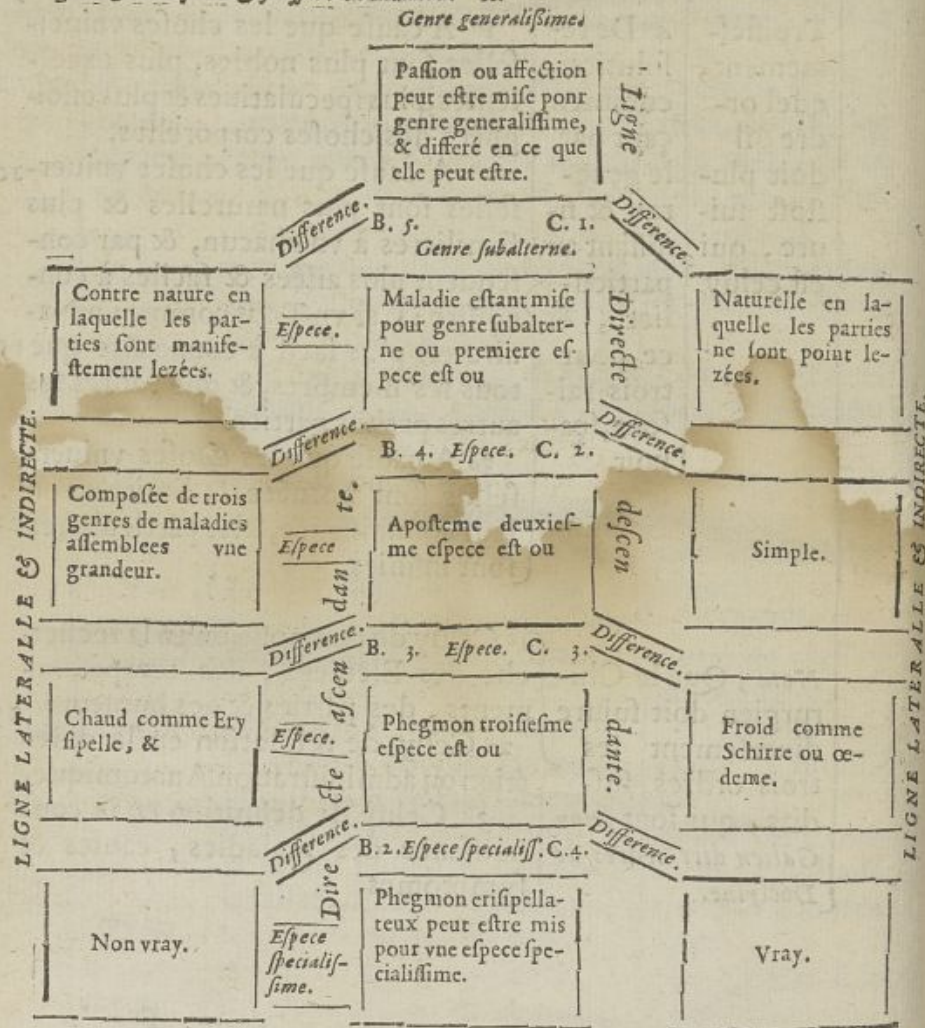 Genre generaliſſime.
Paſſion ou affection
peut eſtre miſe ponr
genre generaliſſime,
& differé en ce que
elle peut eſtre.
Ligne
Difference.
B. 5. C. 1.
Difference.
Genre ſubalterne.
Contre nature en
laquelle les par-
ties ſont manife-
ſtement lezées.
Eſpece.
Maladie eſtant miſe
pour genre ſubalter-
ne ou premiere eſ-
pece eſt ou
Directe
Naturelle en la-
quelle les parties
ne ſont point le-
zées.
Difference.
B. 4. Eſpece. C. 2.
Difference.
Compoſée de trois
genres de maladies
aſſemblees vne
grandeur.
Eſpece
te.
dan
Apoſteme deuxieſ-
me eſpece eſt ou
deſcen
Simple.
Difference.
B. 3. Eſpece. C. 3.
Difference.
Chaud comme Ery
ſipelle, &
Eſpece.
aſcen
Phegmon troiſieſme
eſpece eſt ou
dante.
Froid comme
Schirre ou œ-
deme.
Difference.
cte
B. 2. Eſpece ſpecialiſſ. C. 4.
Difference.
Non vray.
Eſpece
ſpecialiſ-
ſime.
Dire
Phegmon eriſipella-
teux peut eſtre mis
pour vne eſpece ſpe-
cialiſſime.
Vray.
LIGNE LATERALLE & INDIRECTE.
LIGNE LATERALLE & INDIRECTE.